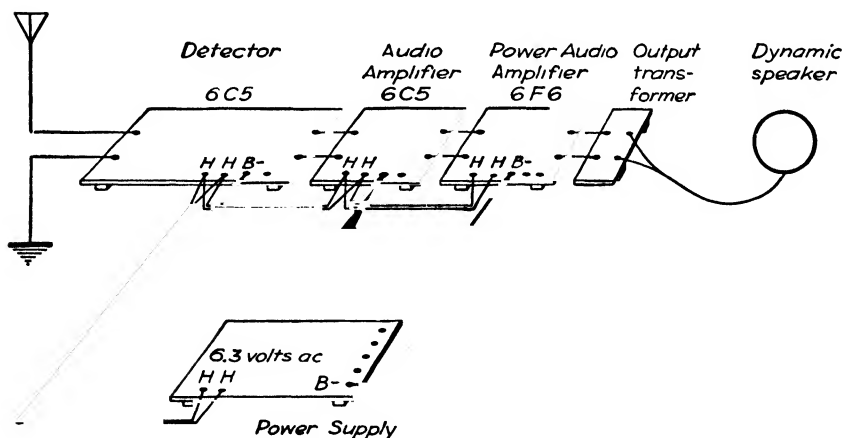 Detector
6C5
Audio
Amplifier
6C5
Power Audio
Amplifier
6F6
Output
trans-
former
Dynamic
speaker
H H B-
H H
H H B-
6.3 volts ac
H H
B-
Power Supply